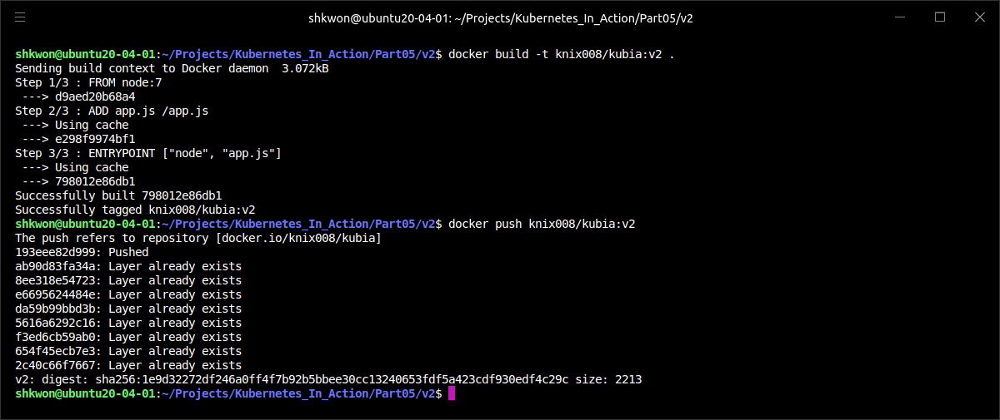 shkwon@ubuntu20-04-01: ~/Projects/Kubernetes_In_Action/Part05/v2
shkwon@ubuntu20-04-01:~/Projects/Kubernetes_In_Action/Part05/v2$ docker build -t knix008/kubia:v2 .
Sending build context to Docker daemon  3.072kB
Step 1/3 : FROM node:7
 ---> d9aed20b68a4
Step 2/3 : ADD app.js /app.js
 ---> Using cache
 ---> e298f9974bf1
Step 3/3 : ENTRYPOINT ["node", "app.js"]
 ---> Using cache
 ---> 798012e86db1
Successfully built 798012e86db1
Successfully tagged knix008/kubia:v2
shkwon@ubuntu20-04-01:~/Projects/Kubernetes_In_Action/Part05/v2$ docker push knix008/kubia:v2
The push refers to repository [docker.io/knix008/kubia]
193eee82d999: Pushed
ab90d83fa34a: Layer already exists
8ee318e54723: Layer already exists
e6695624484e: Layer already exists
da59b99bbd3b: Layer already exists
5616a6292c16: Layer already exists
f3ed6cb59ab0: Layer already exists
654f45ecb7e3: Layer already exists
2c40c66f7667: Layer already exists
v2: digest: sha256:1e9d32272df246a0ff4f7b92b5bbee30cc13240653fdf5a423cdf930edf4c29c size: 2213
shkwon@ubuntu20-04-01:~/Projects/Kubernetes_In_Action/Part05/v2$